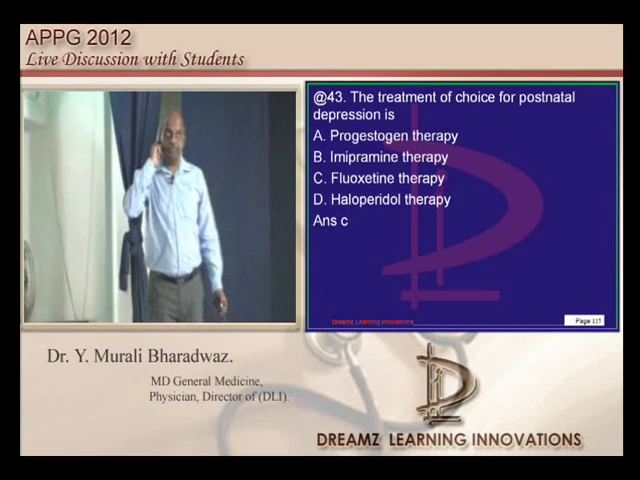 APPG 2012
Live Discussion with Students
@43. The treatment of choice for postnatal
depression is
A. Progestogen therapy
B. Imipramine therapy
C. Fluoxetine therapy
D. Haloperidol therapy
Ans c
Dreamz Learning Innovations
Page 115
Dr. Y. Murali Bharadwaz.
MD General Medicine,
Physician, Director of (DLI).
DREAMZ LEARNING INNOVATIONS